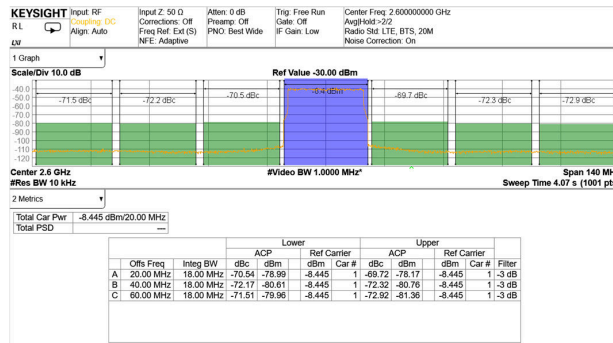 KEYSIGHT Input: RF Input Z: 50 Ω Atten: 0 dB Trig: Free Run Center Freq: 2.600000000 GHz
RL Coupling: DC Corrections: Off Preamp: Off Gate: Off Avg|Hold:>2/2
Align: Auto Freq Ref: Ext (S) PNO: Best Wide IF Gain: Low Radio Std: LTE, BTS, 20M
LXI NFE: Adaptive Noise Correction: On
1 Graph
Scale/Div 10.0 dB Ref Value -30.00 dBm
-40.0
-50.0
-60.0
-70.0
-80.0
-90.0
-100
-110
-120
-71.5 dBc -72.2 dBc -70.5 dBc -8.4 dBm -69.7 dBc -72.3 dBc -72.9 dBc
Center 2.6 GHz #Video BW 1.0000 MHz* Span 140 MH
#Res BW 10 kHz Sweep Time 4.07 s (1001 pts
2 Metrics
Total Car Pwr -8.445 dBm/20.00 MHz
Total PSD ---
Lower Upper
ACP Ref Carrier ACP Ref Carrier
Offs Freq Integ BW dBc dBm dBm Car # dBc dBm dBm Car # Filter
A 20.00 MHz 18.00 MHz -70.54 -78.99 -8.445 1 -69.72 -78.17 -8.445 1 -3 dB
B 40.00 MHz 18.00 MHz -72.17 -80.61 -8.445 1 -72.32 -80.76 -8.445 1 -3 dB
C 60.00 MHz 18.00 MHz -71.51 -79.96 -8.445 1 -72.92 -81.36 -8.445 1 -3 dB